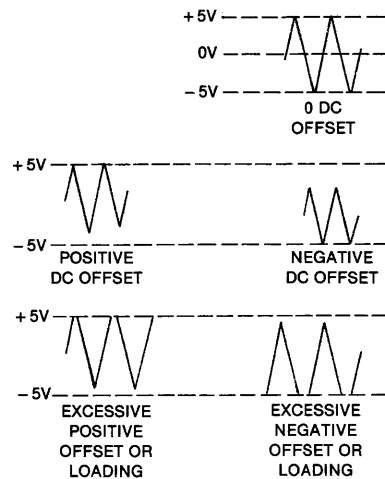 +5V
0V
-5V
0 DC
OFFSET
+5V
-5V
POSITIVE
DC OFFSET
NEGATIVE
DC OFFSET
+5V
-5V
EXCESSIVE
POSITIVE
OFFSET OR
LOADING
EXCESSIVE
NEGATIVE
OFFSET OR
LOADING